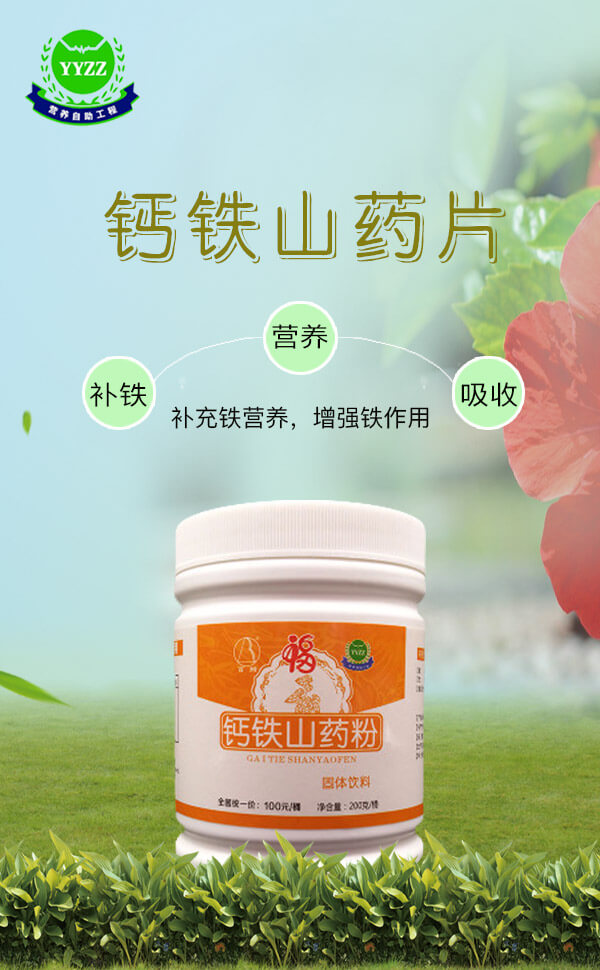 YYZZ
营养自助工程
钙铁山药片
营养
补铁
吸收
补充铁营养，增强铁作用
福
YYZZ
钙铁山药粉
GAI TIE SHANYAOFEN
固体饮料
全国统一价：100元/桶
净含量：200克/桶